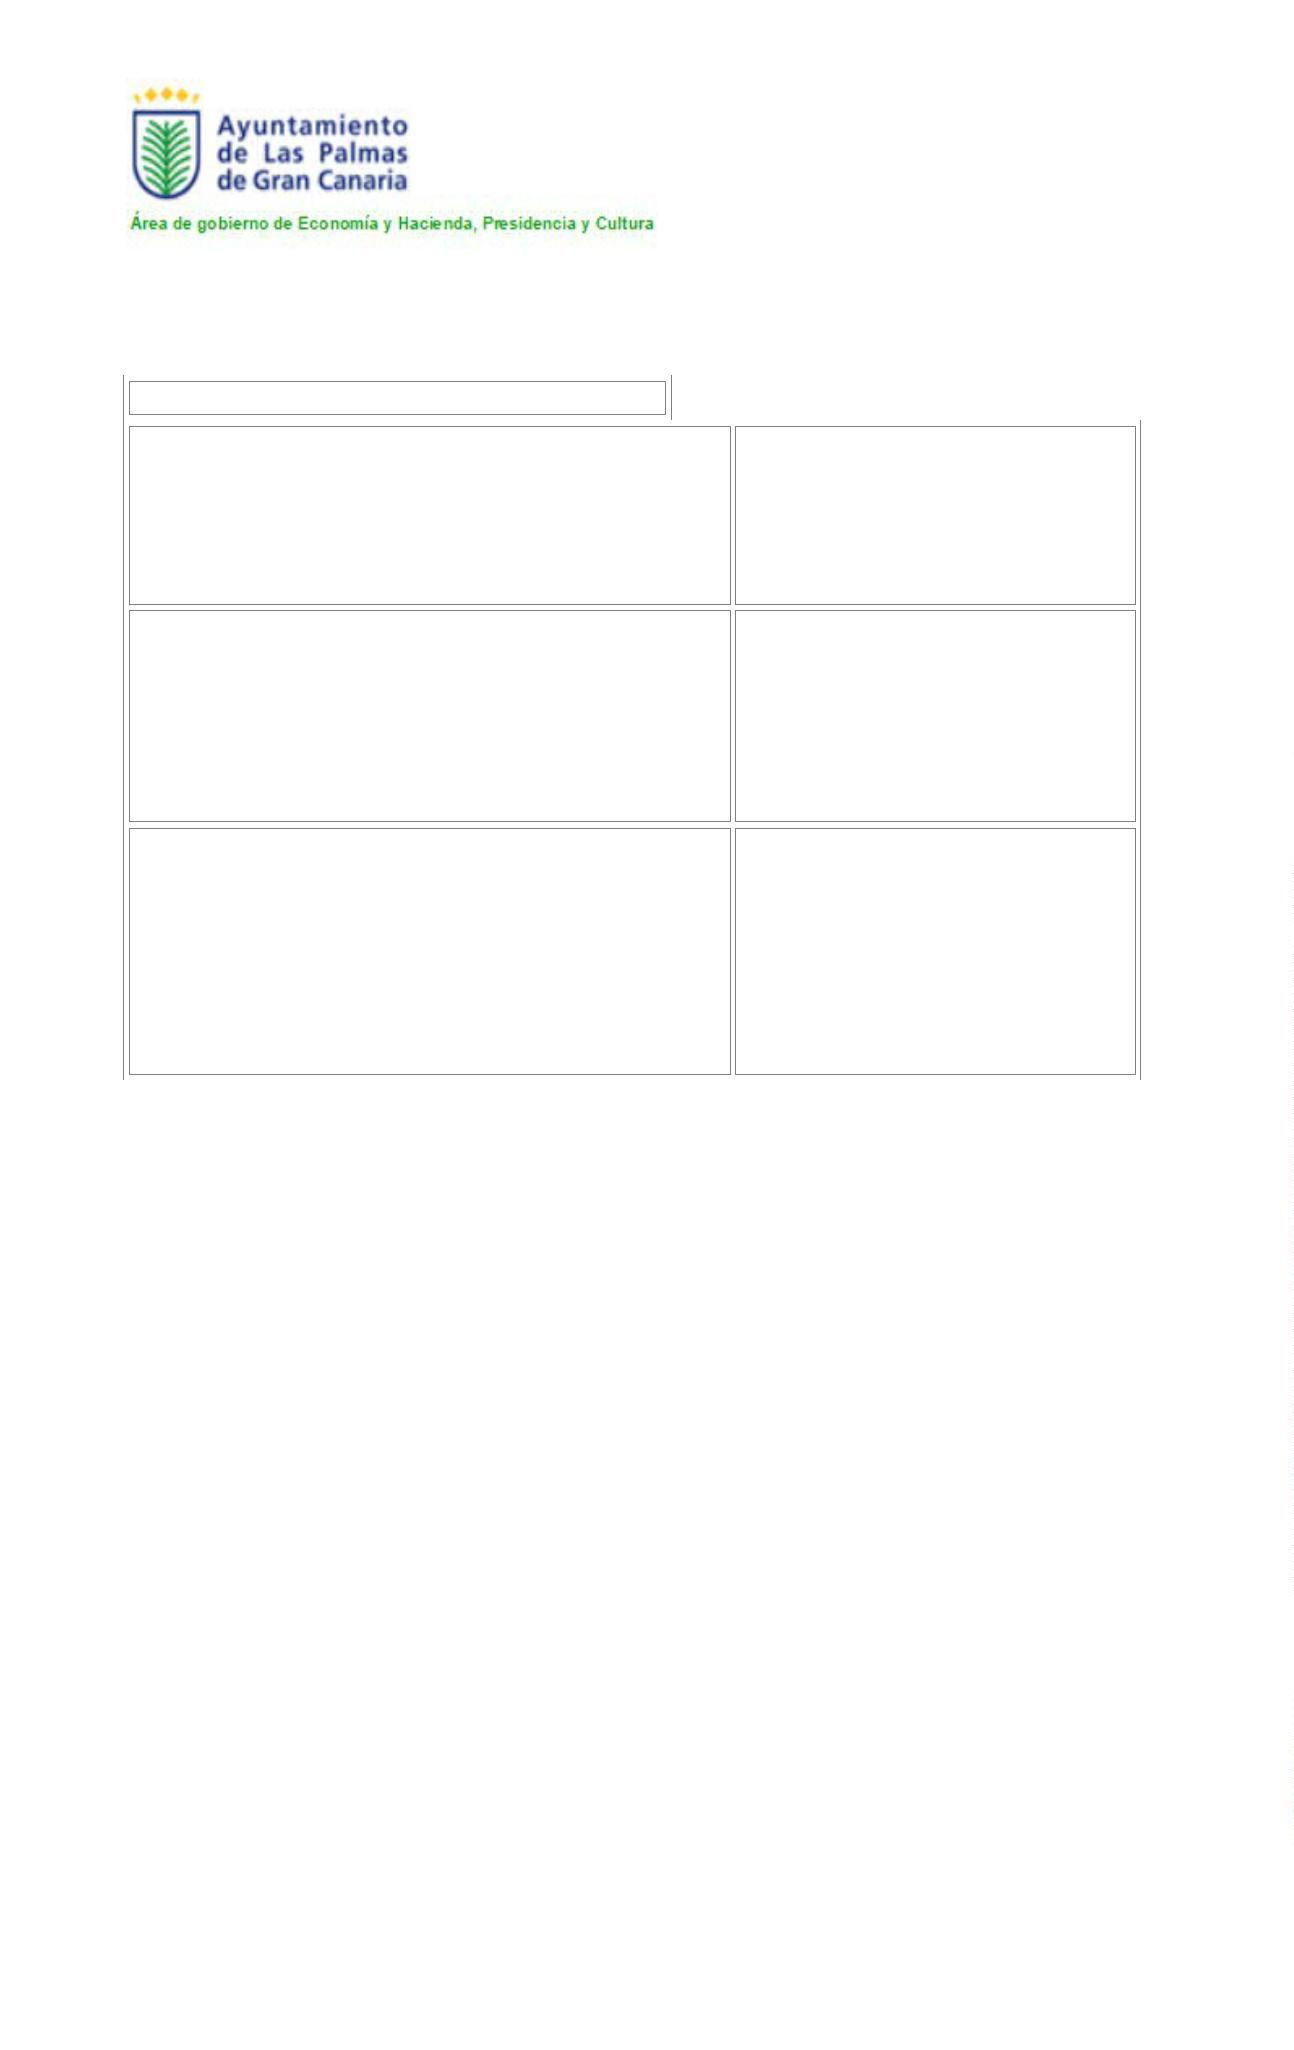 Ayuntamiento
de Las Palmas
de Gran Canaria
Área de gobierno de Economía y Hacienda, Presidencia y Cultura